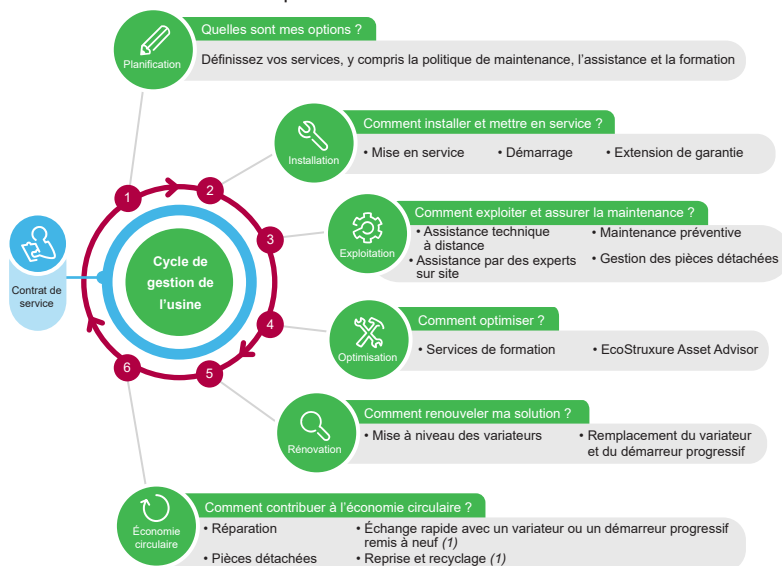 Quelles sont mes options ?
Planification
Définissez vos services, y compris la politique de maintenance, l'assistance et la formation
Comment installer et mettre en service ?
Installation
• Mise en service • Démarrage • Extension de garantie
1
2
3
4
5
6
Cycle de
gestion de
l'usine
Contrat de
service
Comment exploiter et assurer la maintenance ?
Exploitation
• Assistance technique
à distance
• Assistance par des experts
sur site
• Maintenance préventive
• Gestion des pièces détachées
Comment optimiser ?
Optimisation
• Services de formation • EcoStruxure Asset Advisor
Comment renouveler ma solution ?
Rénovation
• Mise à niveau des variateurs
• Remplacement du variateur
et du démarreur progressif
Comment contribuer à l'économie circulaire ?
Économie
circulaire
• Réparation
• Pièces détachées
• Échange rapide avec un variateur ou un démarreur progressif
remis à neuf (1)
• Reprise et recyclage (1)